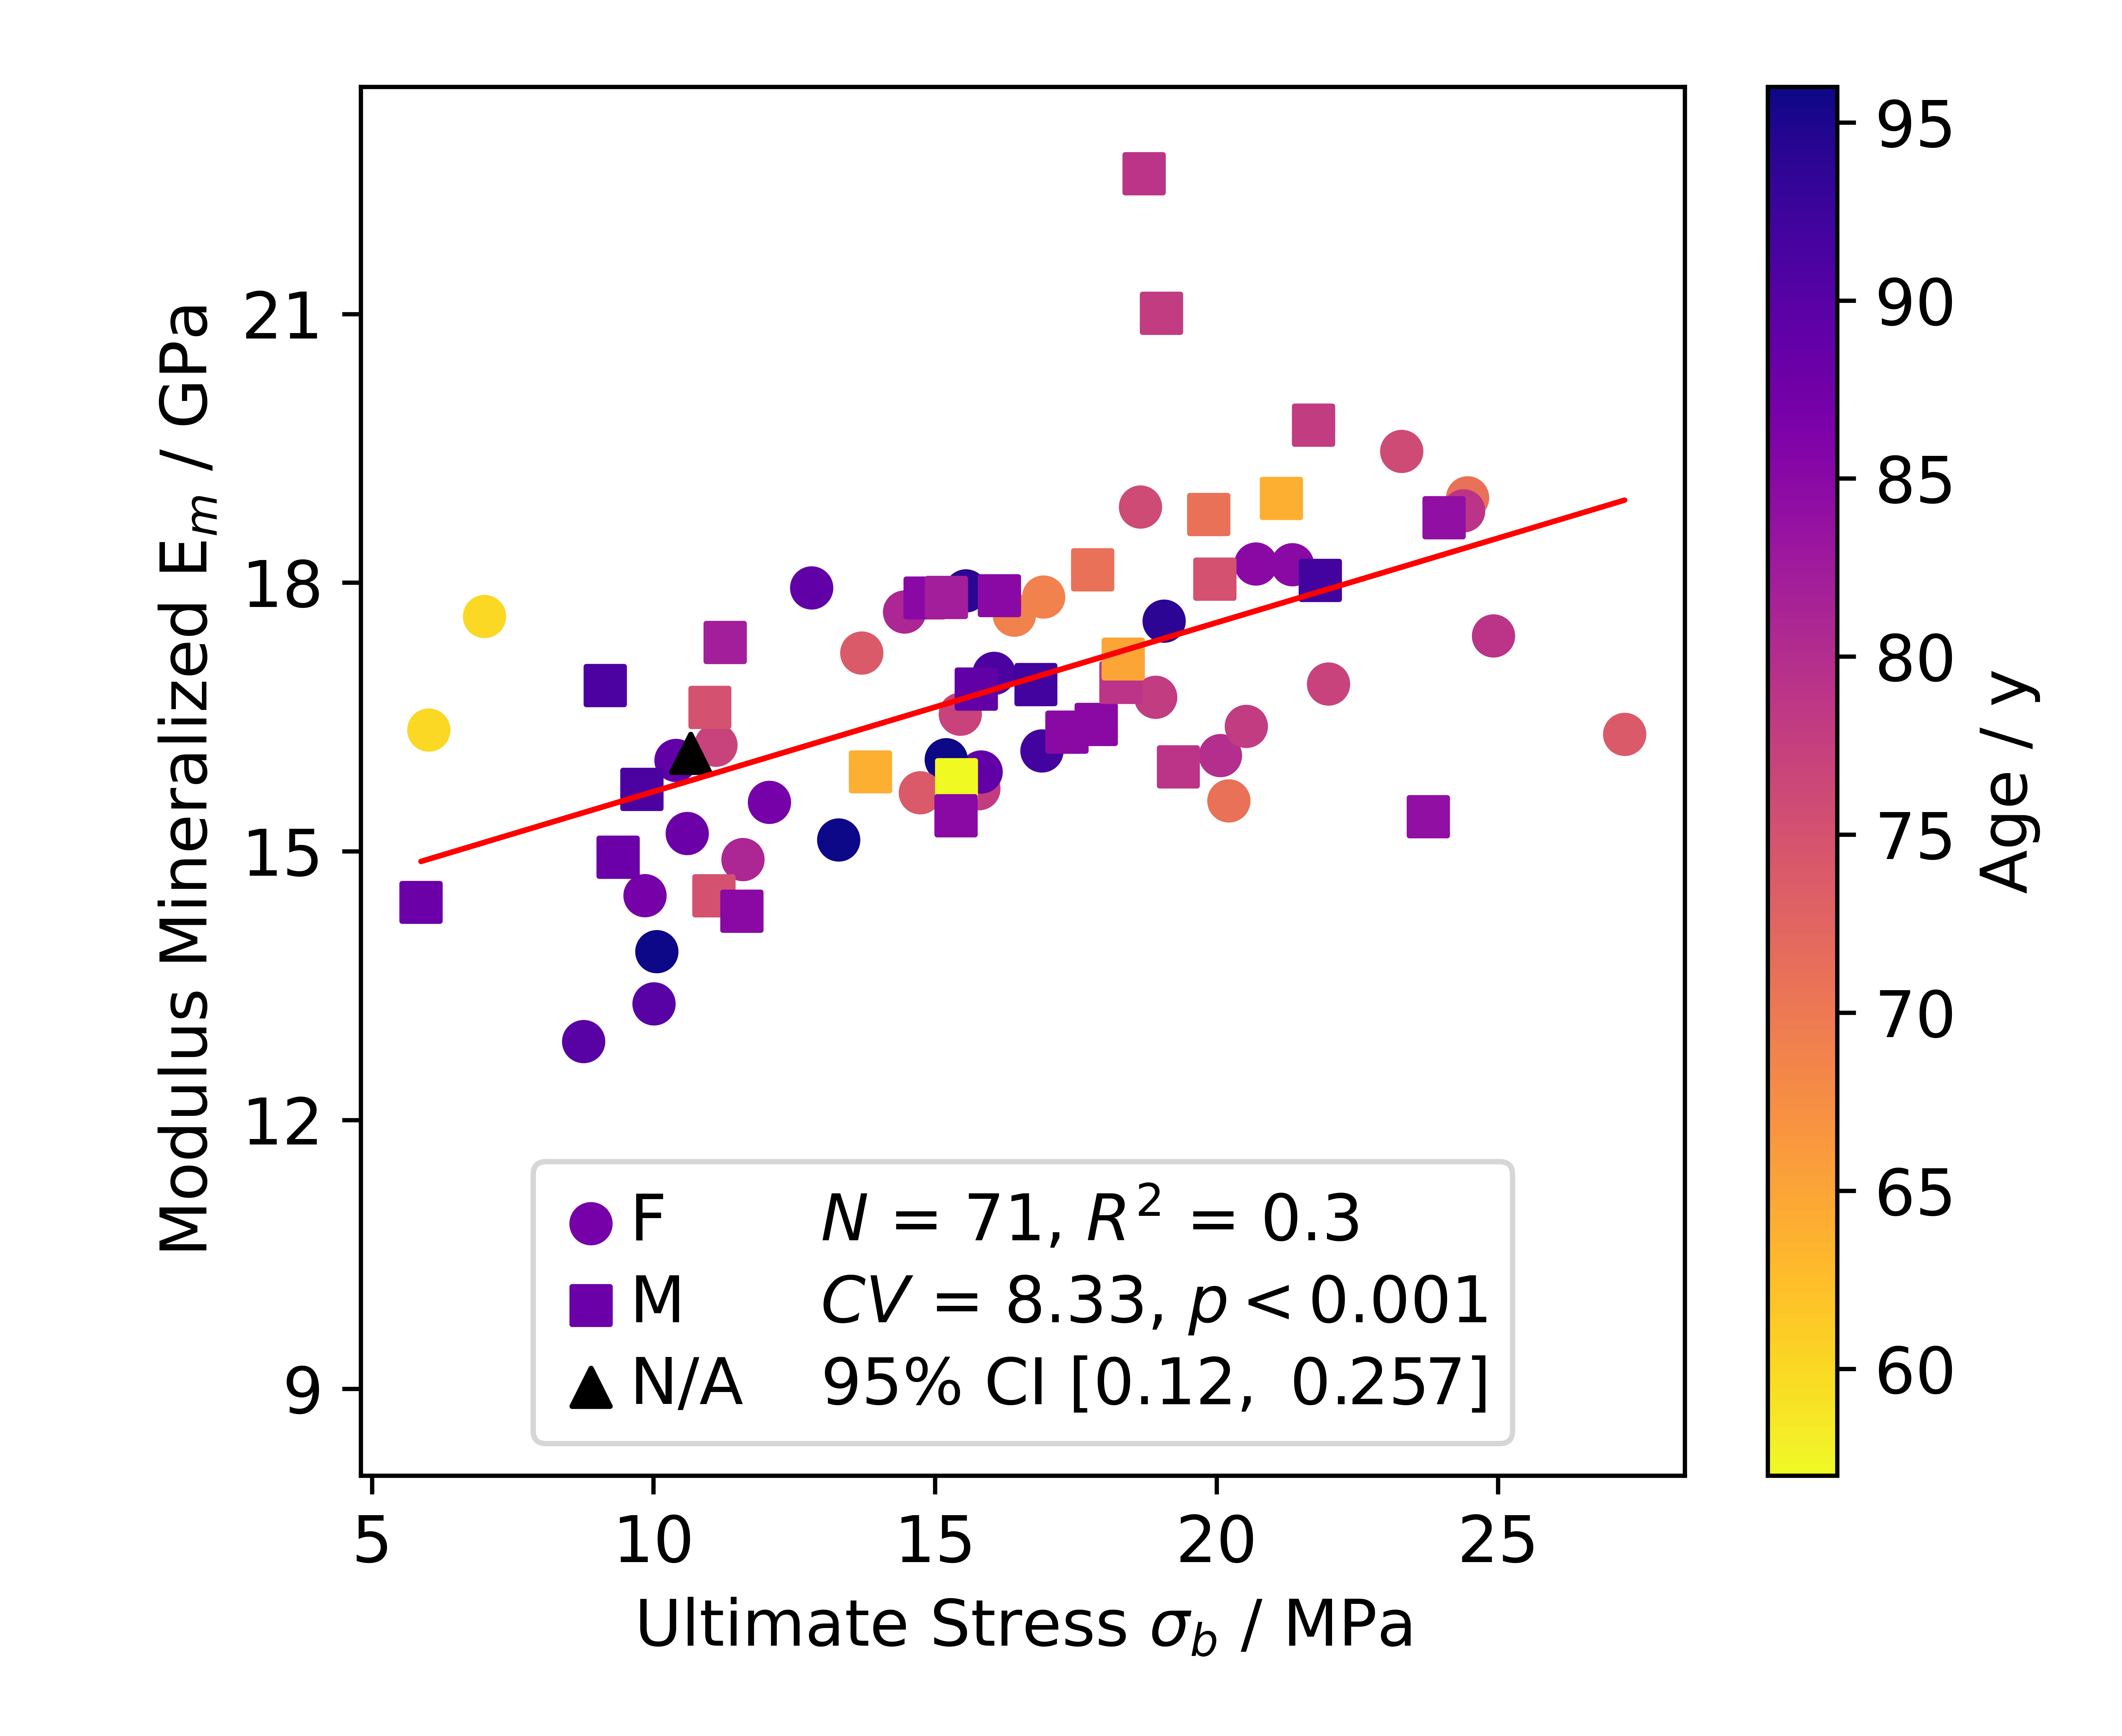 Modulus Mineralized E_m / GPa
21
18
15
12
9
F N = 71, R² = 0.3
M CV = 8.33, p < 0.001
N/A 95% CI [0.12, 0.257]
5 10 15 20 25
Ultimate Stress σ_b / MPa
95
90
85
80
75
70
65
60
Age / y